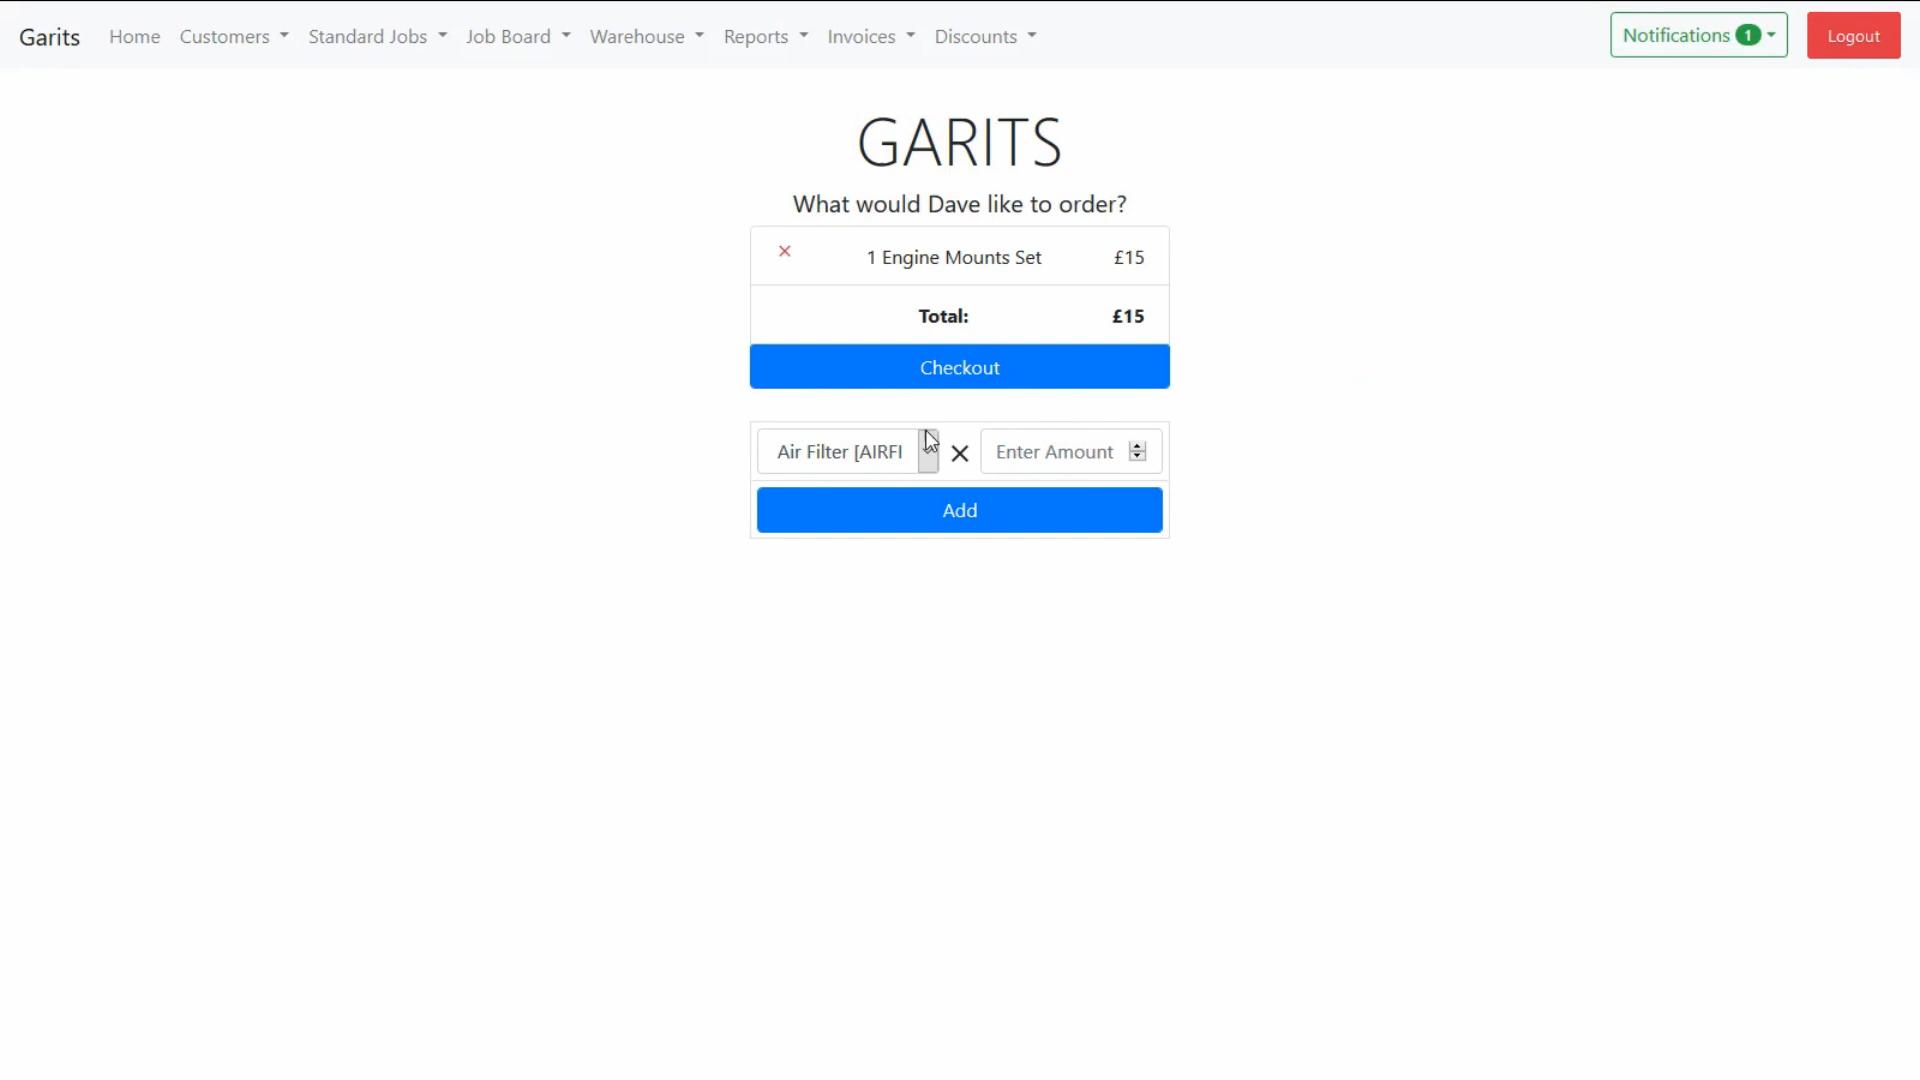 Garits Home Customers Standard Jobs Job Board Warehouse Reports Invoices Discounts Notifications 1 Logout
GARITS
What would Dave like to order?
× 1 Engine Mounts Set £15
Total: £15
Checkout
Air Filter [AIRFI × Enter Amount
Add